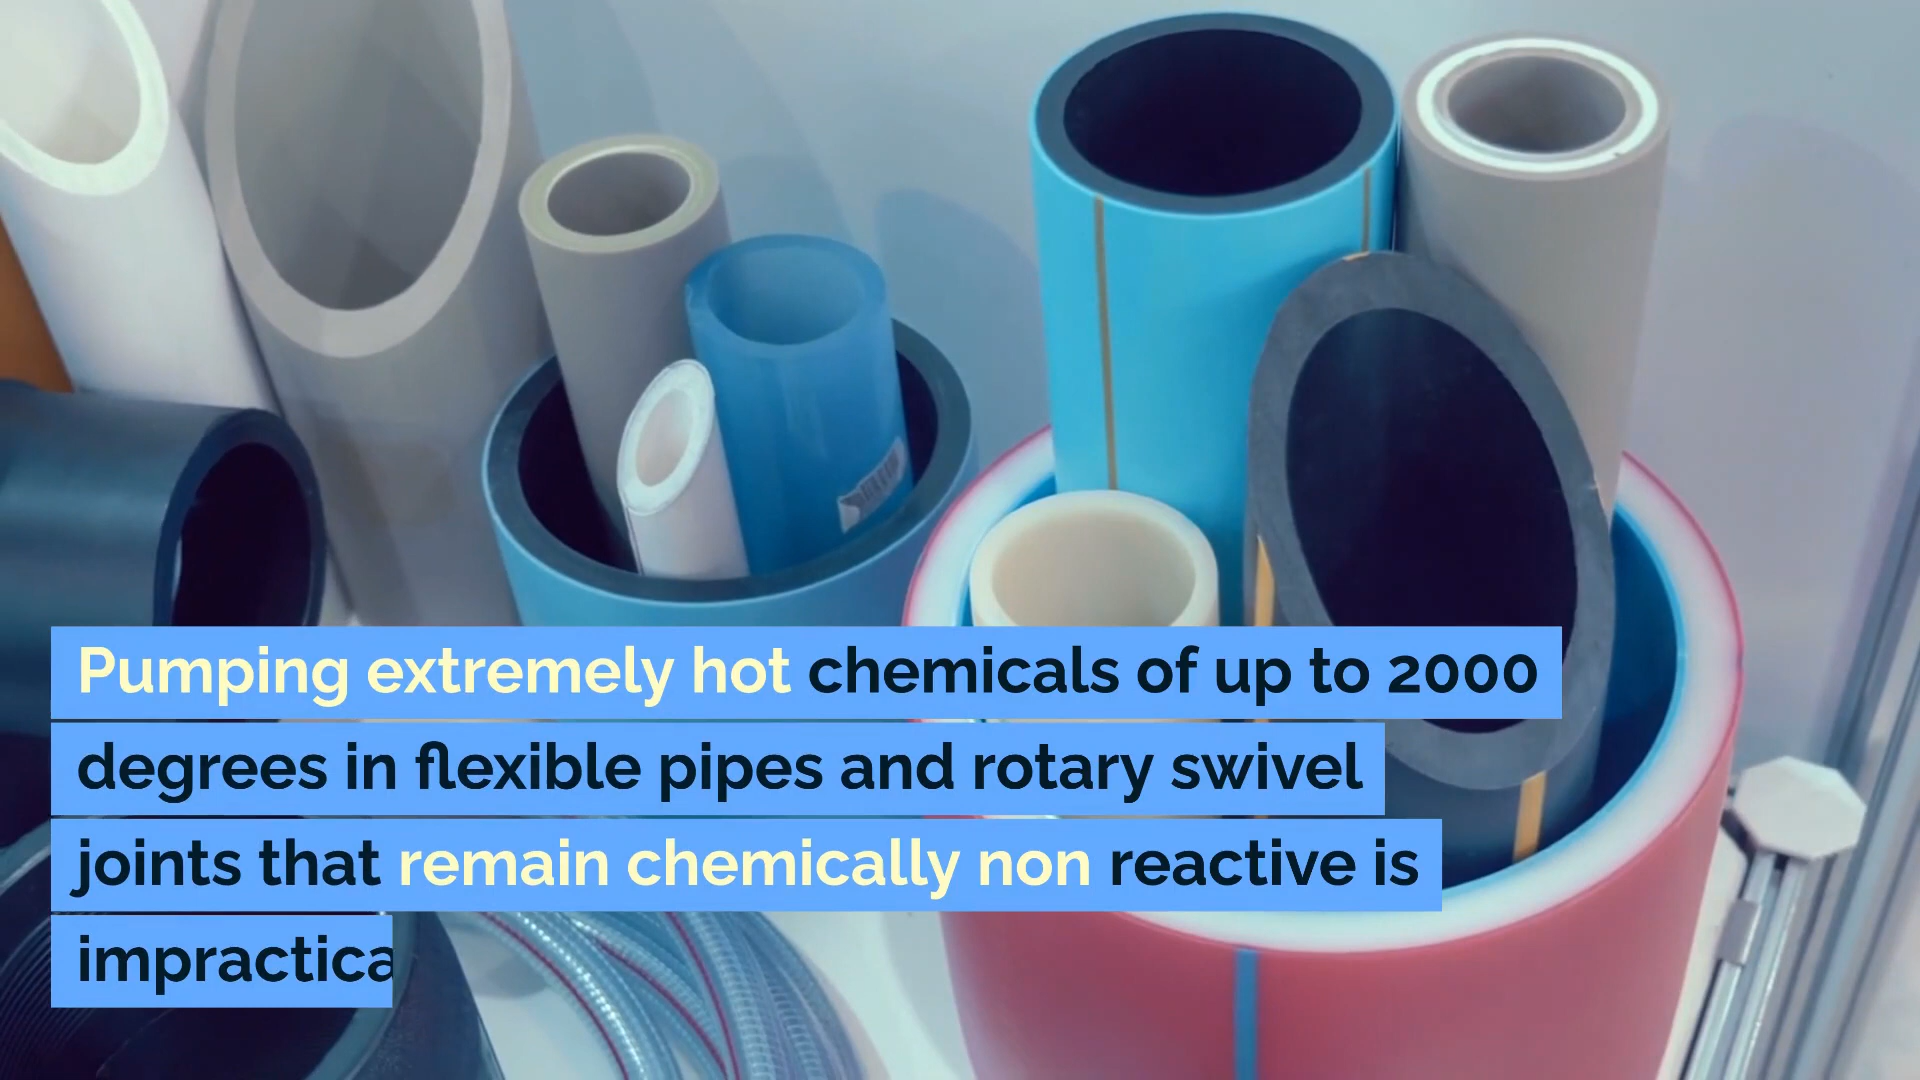 Pumping extremely hot chemicals of up to 2000
degrees in flexible pipes and rotary swivel
joints that remain chemically non reactive is
impractica